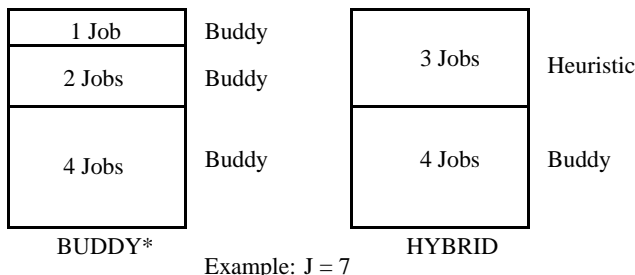 1 Job Buddy
2 Jobs Buddy
4 Jobs Buddy
BUDDY*
3 Jobs Heuristic
4 Jobs Buddy
HYBRID
Example: J = 7